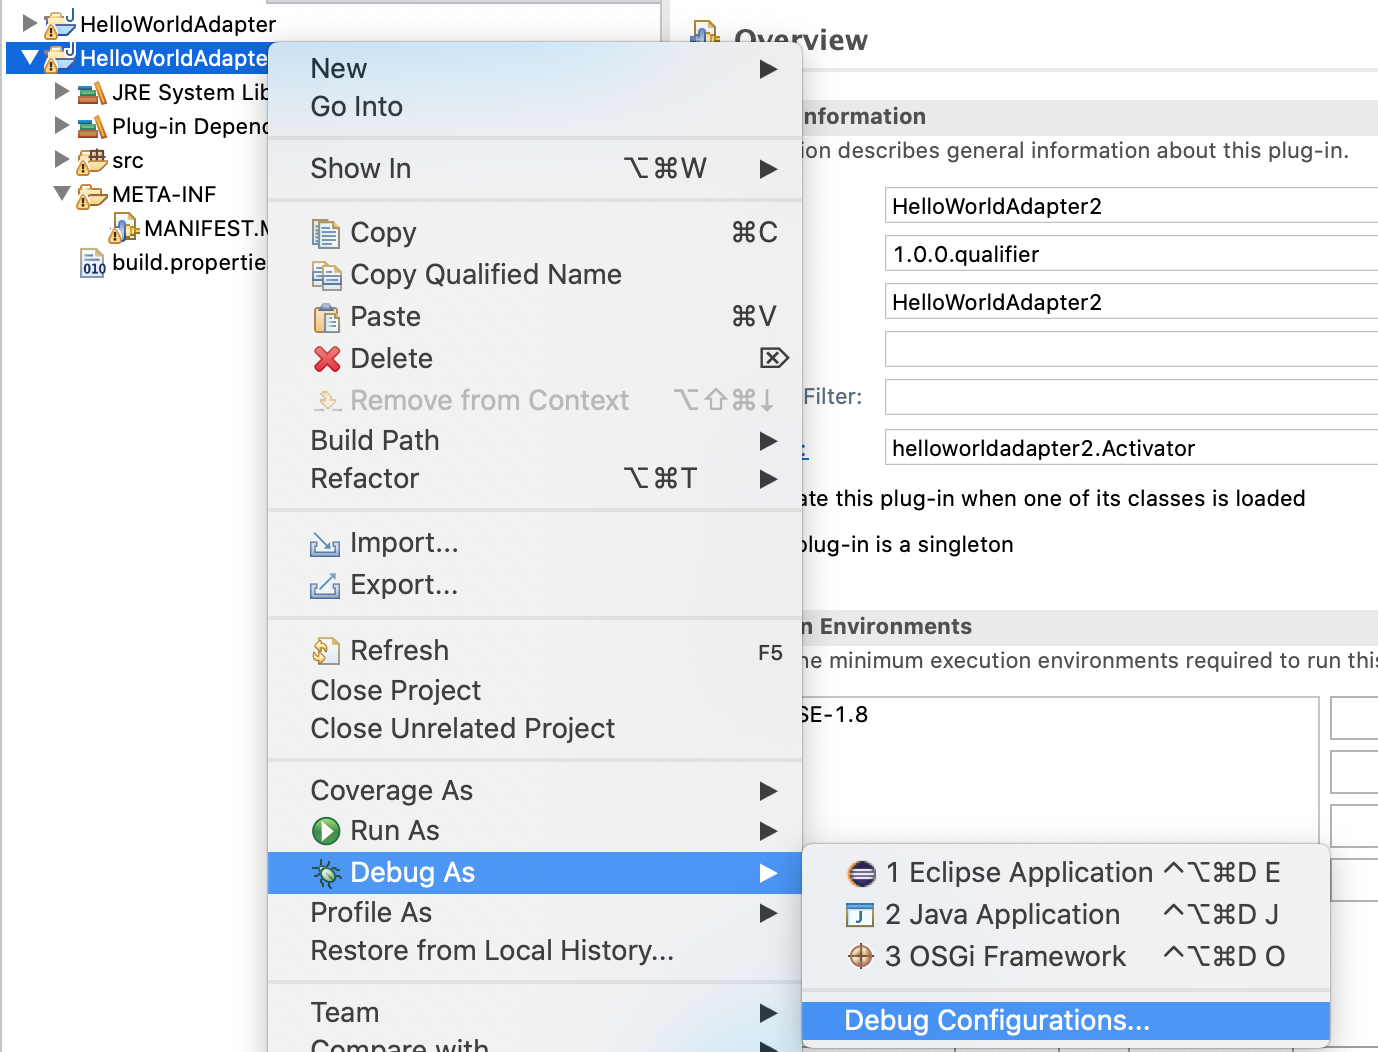 HelloWorldAdapter
HelloWorldAdapte
JRE System Lib
Plug-in Depend
src
META-INF
MANIFEST.M
build.propertie
New
Go Into
Show In ⌥⌘W
Copy ⌘C
Copy Qualified Name
Paste ⌘V
Delete ⌦
Remove from Context ⌥⇧⌘↓
Build Path
Refactor ⌥⌘T
Import...
Export...
Refresh F5
Close Project
Close Unrelated Project
Coverage As
Run As
Debug As
Profile As
Restore from Local History...
Team
Compare with
1 Eclipse Application ^⌥⌘D E
2 Java Application ^⌥⌘D J
3 OSGi Framework ^⌥⌘D O
Debug Configurations...
Overview
nformation
ion describes general information about this plug-in.
HelloWorldAdapter2
1.0.0.qualifier
HelloWorldAdapter2
Filter:
helloworldadapter2.Activator
ate this plug-in when one of its classes is loaded
plug-in is a singleton
n Environments
he minimum execution environments required to run this
SE-1.8